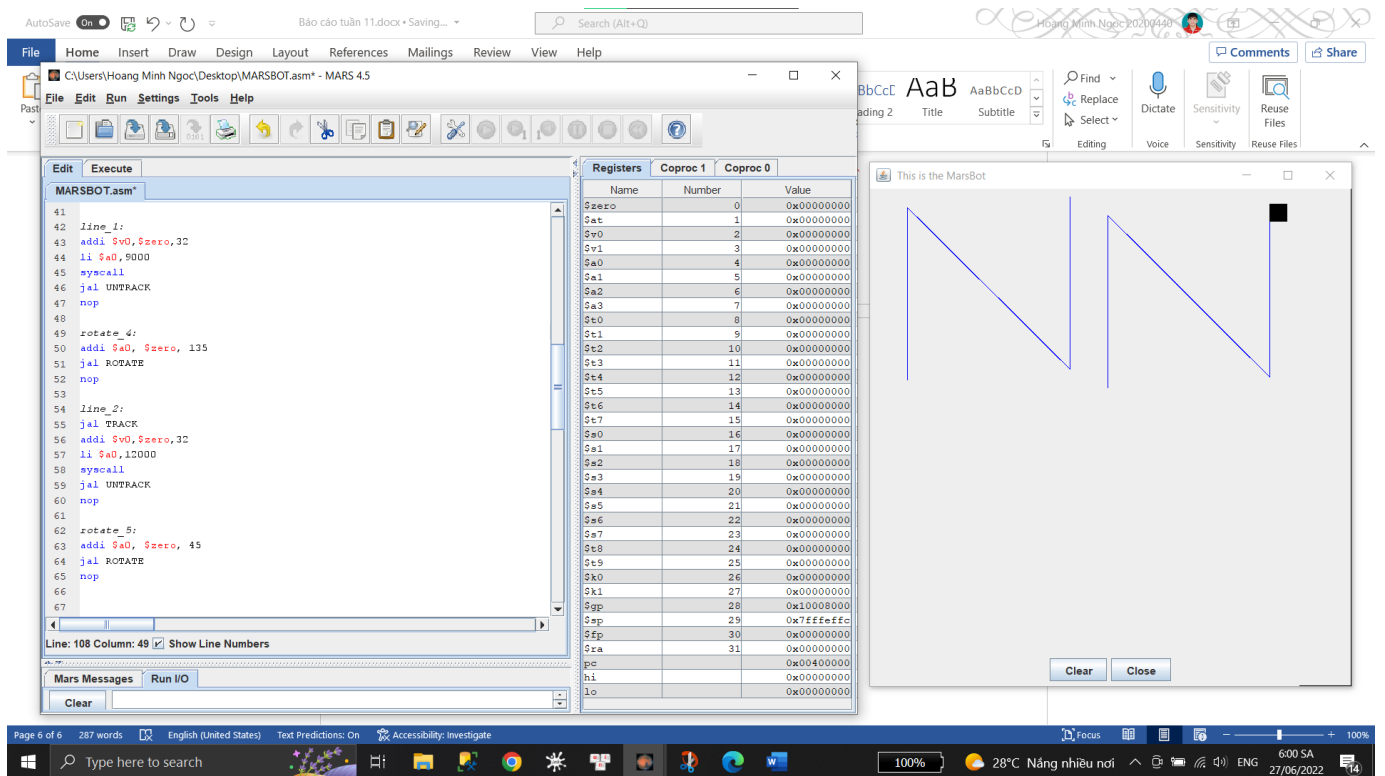 AutoSave On
Báo cáo tuần 11.docx • Saving...
Search (Alt+Q)
Hoang Minh Ngoc 20200440
File Home Insert Draw Design Layout References Mailings Review View Help
Comments Share
C:\Users\Hoang Minh Ngoc\Desktop\MARSBOT.asm* - MARS 4.5
File Edit Run Settings Tools Help
AaB AaBbCcD
ading 2 Title Subtitle
Find
Replace
Select
Editing
Dictate
Voice
Sensitivity
Sensitivity
Reuse Files
Reuse Files
Edit Execute
MARSBOT.asm*
41
42 line_1:
43 addi $v0,$zero,32
44 li $a0,9000
45 syscall
46 jal UNTRACK
47 nop
48
49 rotate_4:
50 addi $a0, $zero, 135
51 jal ROTATE
52 nop
53
54 line_2:
55 jal TRACK
56 addi $v0,$zero,32
57 li $a0,12000
58 syscall
59 jal UNTRACK
60 nop
61
62 rotate_5:
63 addi $a0, $zero, 45
64 jal ROTATE
65 nop
66
67
Line: 108 Column: 49 Show Line Numbers
Mars Messages Run I/O
Clear
Registers Coproc 1 Coproc 0
Name Number Value
$zero 0 0x00000000
$at 1 0x00000000
$v0 2 0x00000000
$v1 3 0x00000000
$a0 4 0x00000000
$a1 5 0x00000000
$a2 6 0x00000000
$a3 7 0x00000000
$t0 8 0x00000000
$t1 9 0x00000000
$t2 10 0x00000000
$t3 11 0x00000000
$t4 12 0x00000000
$t5 13 0x00000000
$t6 14 0x00000000
$t7 15 0x00000000
$s0 16 0x00000000
$s1 17 0x00000000
$s2 18 0x00000000
$s3 19 0x00000000
$s4 20 0x00000000
$s5 21 0x00000000
$s6 22 0x00000000
$s7 23 0x00000000
$t8 24 0x00000000
$t9 25 0x00000000
$k0 26 0x00000000
$k1 27 0x00000000
$gp 28 0x10008000
$sp 29 0x7fffeffc
$fp 30 0x00000000
$ra 31 0x00000000
pc 0x00400000
hi 0x00000000
lo 0x00000000
This is the MarsBot
Clear Close
Page 6 of 6 287 words English (United States) Text Predictions: On Accessibility: Investigate
Focus 100%
Type here to search
100%
28°C Nắng nhiều nơi
ENG
6:00 SA
27/06/2022
14